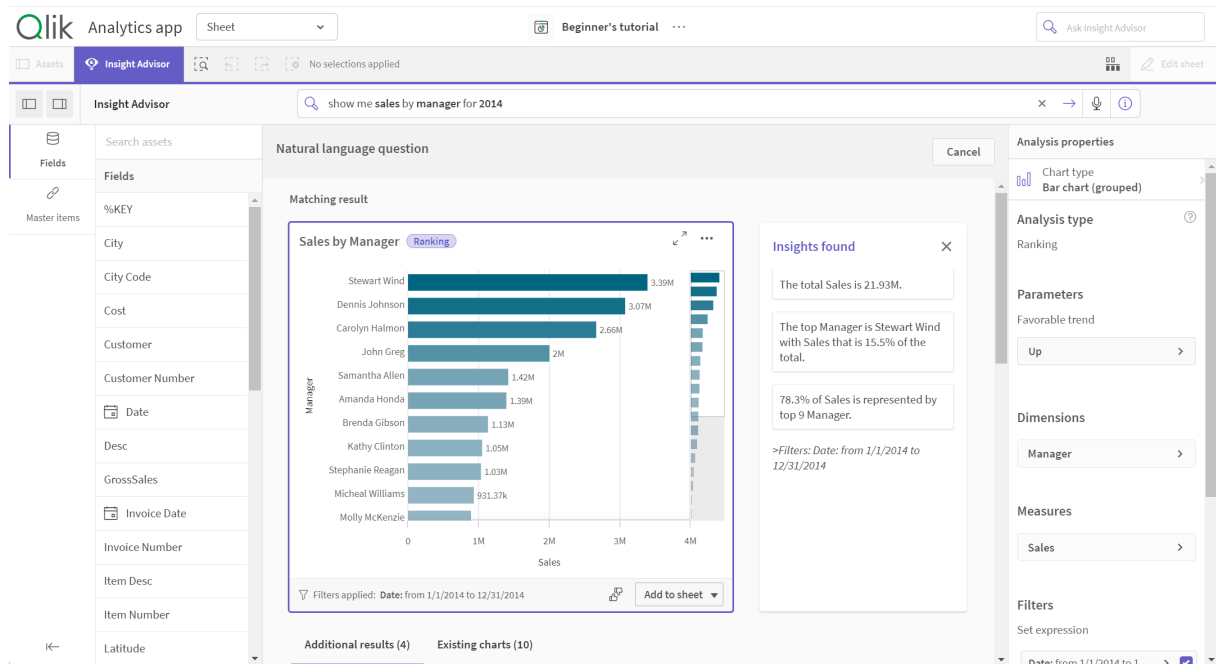 Qlik Analytics app Sheet Beginner's tutorial ··· Ask Insight Advisor
Assets Insight Advisor No selections applied Edit sheet
Insight Advisor show me sales by manager for 2014
Fields
Master items
Search assets
Fields
%KEY
City
City Code
Cost
Customer
Customer Number
Date
Desc
GrossSales
Invoice Date
Invoice Number
Item Desc
Item Number
Latitude
Natural language question
Cancel
Matching result
Sales by Manager Ranking
Manager
Stewart Wind 3.39M
Dennis Johnson 3.07M
Carolyn Halmon 2.66M
John Greg 2M
Samantha Allen 1.42M
Amanda Honda 1.39M
Brenda Gibson 1.13M
Kathy Clinton 1.05M
Stephanie Reagan 1.03M
Micheal Williams 931.37k
Molly McKenzie
0 1M 2M 3M 4M
Sales
Filters applied: Date: from 1/1/2014 to 12/31/2014
Add to sheet
Additional results (4) Existing charts (10)
Insights found
The total Sales is 21.93M.
The top Manager is Stewart Wind
with Sales that is 15.5% of the
total.
78.3% of Sales is represented by
top 9 Manager.
>Filters: Date: from 1/1/2014 to
12/31/2014
Analysis properties
Chart type
Bar chart (grouped)
Analysis type
Ranking
Parameters
Favorable trend
Up
Dimensions
Manager
Measures
Sales
Filters
Set expression
Date: from 1/1/2014 to 1